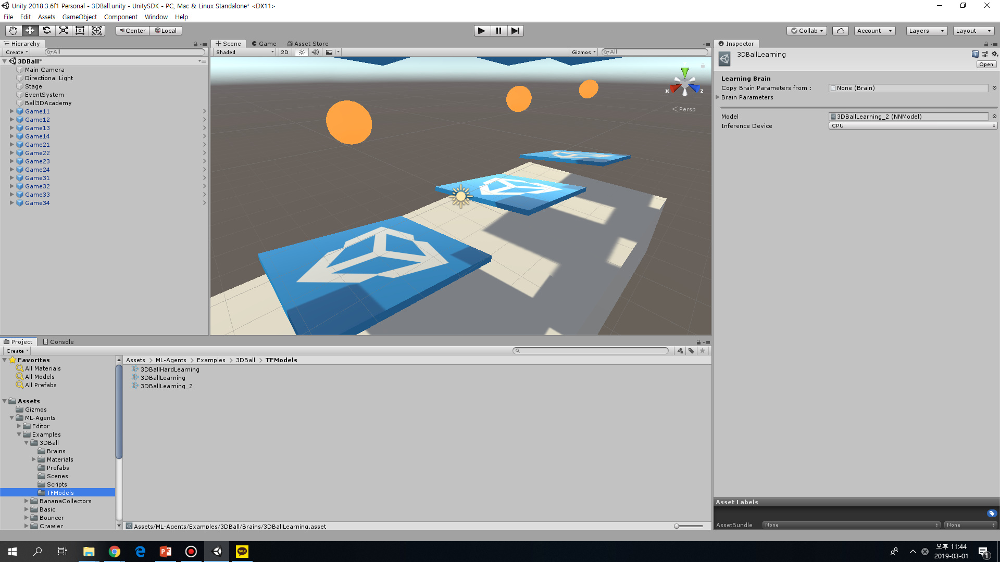 Unity 2018.3.6f1 Personal - 3DBall.unity - UnitySDK - PC, Mac & Linux Standalone* <DX11>
File Edit Assets GameObject Component Window Help
Center Local Collab Account Layers Layout
Hierarchy
Create All
3DBall*
Main Camera
Directional Light
Stage
EventSystem
Ball3DAcademy
Game11
Game12
Game13
Game14
Game21
Game22
Game23
Game24
Game31
Game32
Game33
Game34
Scene Game Asset Store
Shaded 2D Gizmos All
x z
Persp
Inspector
3DBallLearning
Open
Learning Brain
Copy Brain Parameters from : None (Brain)
Brain Parameters
Model 3DBallLearning_2 (NNModel)
Inference Device CPU
Project Console
Create
Favorites
All Materials
All Models
All Prefabs
Assets
Gizmos
ML-Agents
Editor
Examples
3DBall
Brains
Materials
Prefabs
Scenes
Scripts
TFModels
BananaCollectors
Basic
Bouncer
Crawler
Assets > ML-Agents > Examples > 3DBall > TFModels
3DBallHardLearning
3DBallLearning
3DBallLearning_2
Assets/ML-Agents/Examples/3DBall/Brains/3DBallLearning.asset
Asset Labels
AssetBundle None None
TALK
오후 11:44
2019-03-01
1